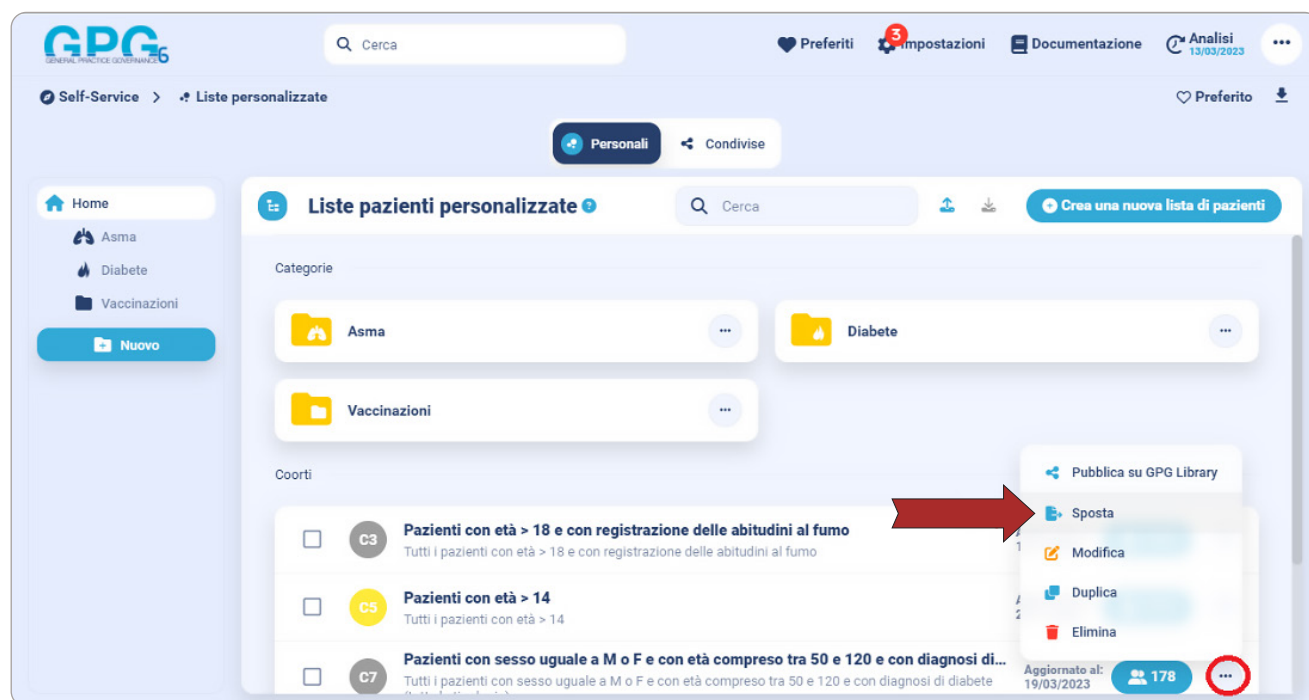 GPG6
GENERAL PRACTICE GOVERNANCE
Cerca
Preferiti
3
Impostazioni
Documentazione
Analisi
13/03/2023
Self-Service > Liste personalizzate
Preferito
Personali
Condivise
Home
Asma
Diabete
Vaccinazioni
Nuovo
Liste pazienti personalizzate
Cerca
Crea una nuova lista di pazienti
Categorie
Asma
Diabete
Vaccinazioni
Coorti
C3
Pazienti con età > 18 e con registrazione delle abitudini al fumo
Tutti i pazienti con età > 18 e con registrazione delle abitudini al fumo
C5
Pazienti con età > 14
Tutti i pazienti con età > 14
C7
Pazienti con sesso uguale a M o F e con età compreso tra 50 e 120 e con diagnosi di...
Tutti i pazienti con sesso uguale a M o F e con età compreso tra 50 e 120 e con diagnosi di diabete
Aggiornato al:
19/03/2023
178
Pubblica su GPG Library
Sposta
Modifica
Duplica
Elimina